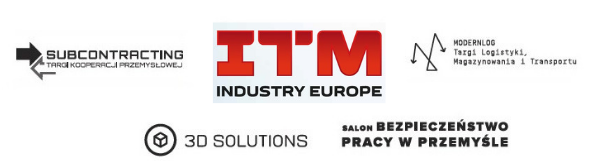 SUBCONTRACTING
TARGI KOOPERACJI PRZEMYSŁOWEJ
ITM
INDUSTRY EUROPE
MODERNLOG
Targi Logistyki,
Magazynowania i Transportu
3D SOLUTIONS
SALON BEZPIECZEŃSTWO
PRACY W PRZEMYŚLE